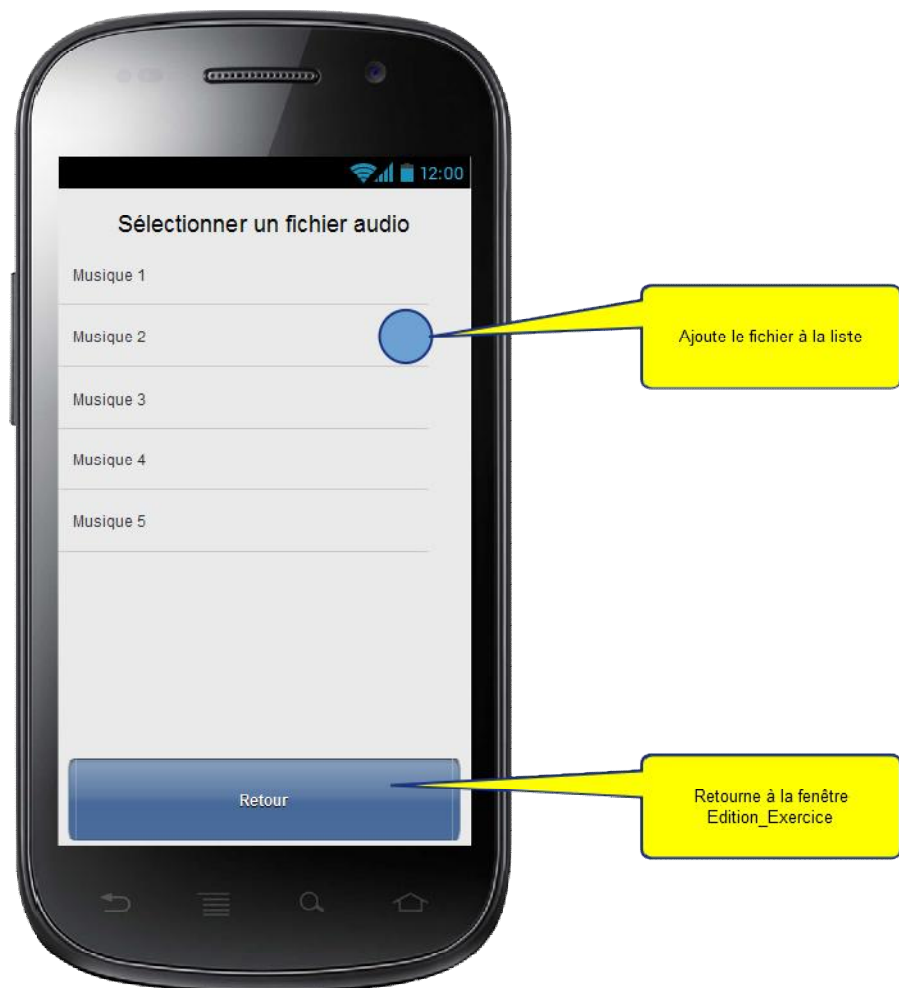 12:00
Sélectionner un fichier audio
Musique 1
Musique 2
Ajoute le fichier à la liste
Musique 3
Musique 4
Musique 5
Retour
Retourne à la fenêtre
Edition_Exercice